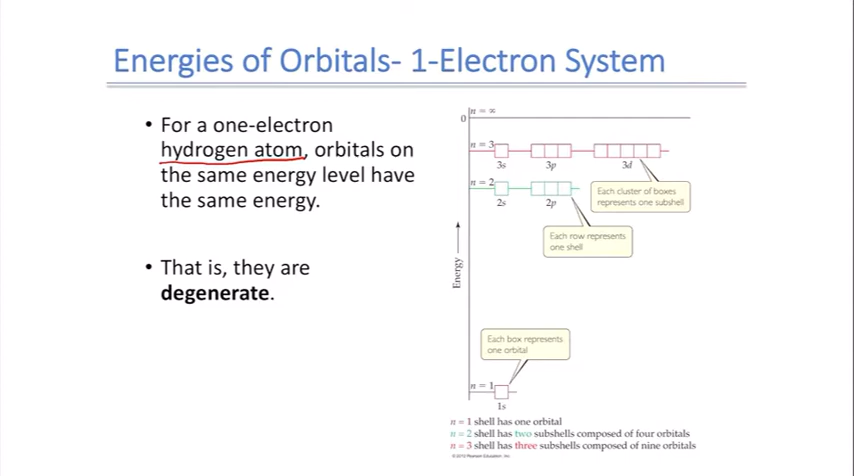 Energies of Orbitals- 1-Electron System
• For a one-electron
hydrogen atom, orbitals on
the same energy level have
the same energy.
• That is, they are
degenerate.
n = ∞
0
n = 3
3s
3p
3d
n = 2
2s
2p
Each cluster of boxes
represents one subshell
Each row represents
one shell
Energy
Each box represents
one orbital
n = 1
1s
n = 1 shell has one orbital
n = 2 shell has two subshells composed of four orbitals
n = 3 shell has three subshells composed of nine orbitals
© 2012 Pearson Education, Inc.